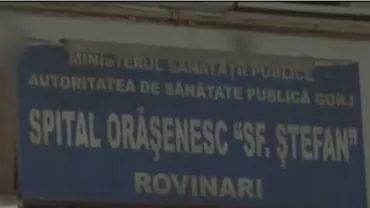 MINISTERUL SĂNĂTĂŢII PUBLICE
AUTORITATEA DE SĂNĂTATE PUBLICĂ GORJ
SPITAL ORĂŞENESC "SF. ŞTEFAN"
ROVINARI